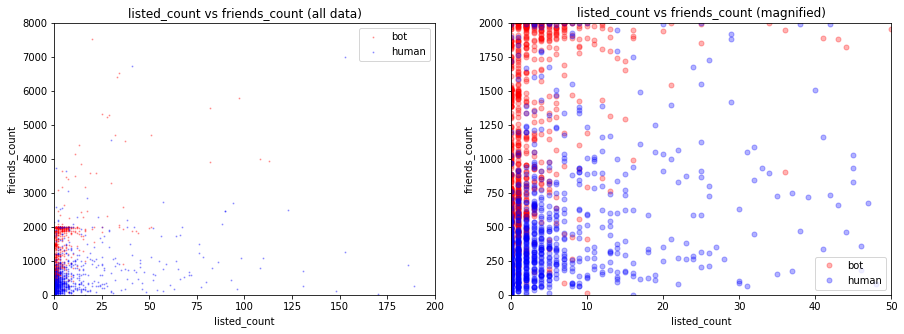 listed_count vs friends_count (all data)
8000
7000
6000
5000
4000
3000
2000
1000
0
friends_count
0 25 50 75 100 125 150 175 200
listed_count
bot
human
listed_count vs friends_count (magnified)
2000
1750
1500
1250
1000
750
500
250
0
friends_count
0 10 20 30 40 50
listed_count
bot
human